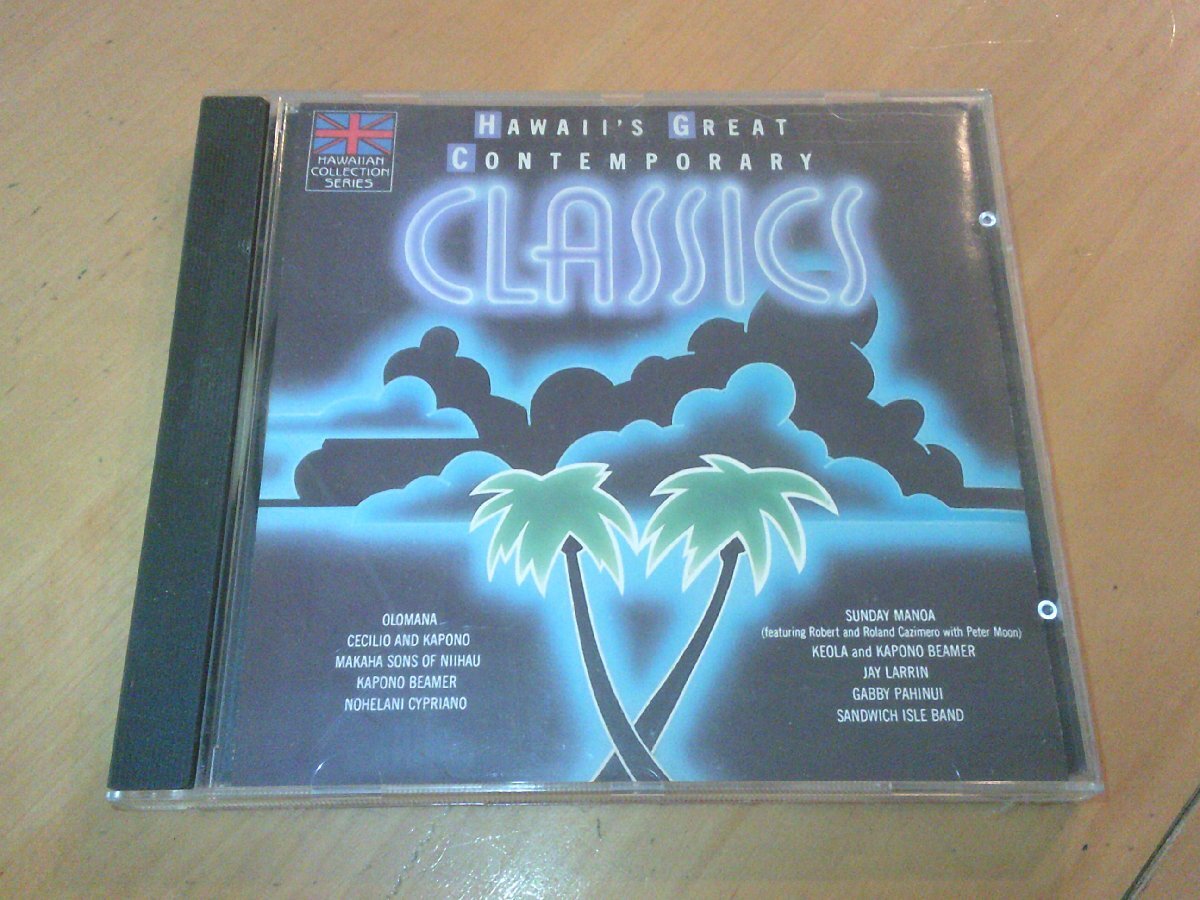 HAWAIIAN
COLLECTION
SERIES
HAWAII'S GREAT
CONTEMPORARY
CLASSICS
OLOMANA
CECILIO AND KAPONO
MAKAHA SONS OF NIIHAU
KAPONO BEAMER
NOHELANI CYPRIANO
SUNDAY MANOA
(featuring Robert and Roland Cazimero with Peter Moon)
KEOLA and KAPONO BEAMER
JAY LARRIN
GABBY PAHINUI
SANDWICH ISLE BAND